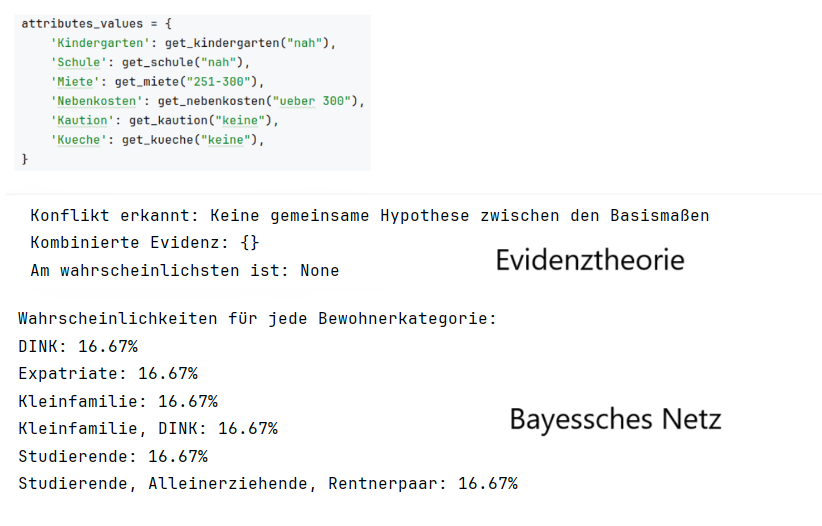 attributes_values = {
'Kindergarten': get_kindergarten("nah"),
'Schule': get_schule("nah"),
'Miete': get_miete("251-300"),
'Nebenkosten': get_nebenkosten("ueber 300"),
'Kaution': get_kaution("keine"),
'Kueche': get_kueche("keine"),
}
Konflikt erkannt: Keine gemeinsame Hypothese zwischen den Basismaßen
Kombinierte Evidenz: {}
Am wahrscheinlichsten ist: None
Evidenztheorie
Wahrscheinlichkeiten für jede Bewohnerkategorie:
DINK: 16.67%
Expatriate: 16.67%
Kleinfamilie: 16.67%
Kleinfamilie, DINK: 16.67%
Studierende: 16.67%
Studierende, Alleinerziehende, Rentnerpaar: 16.67%
Bayessches Netz